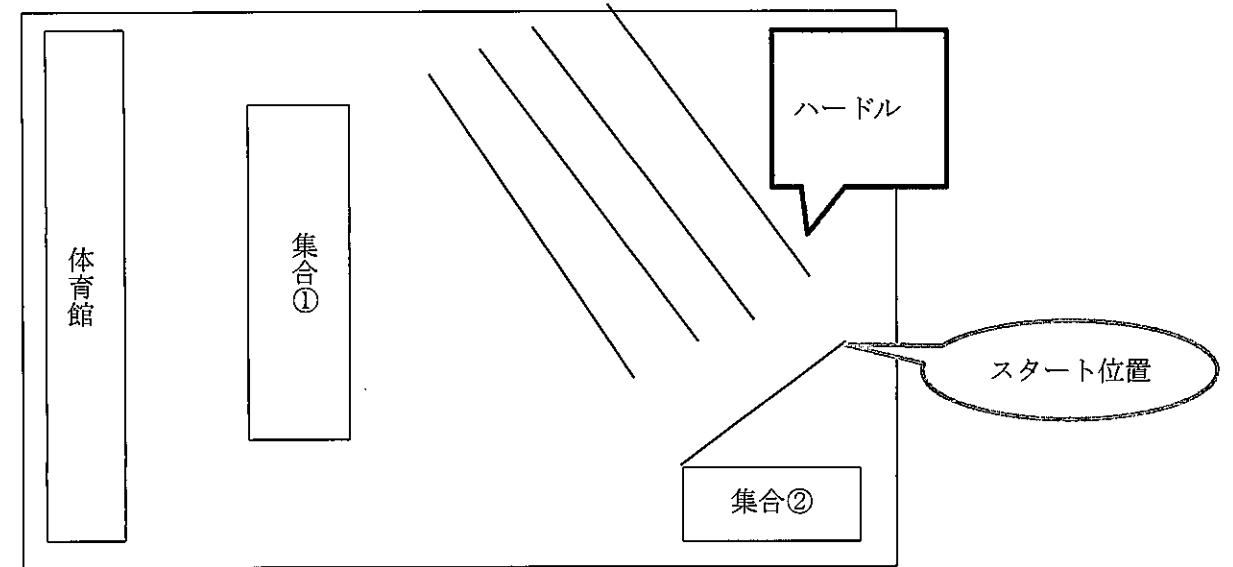 体育館
集合①
ハードル
スタート位置
集合②